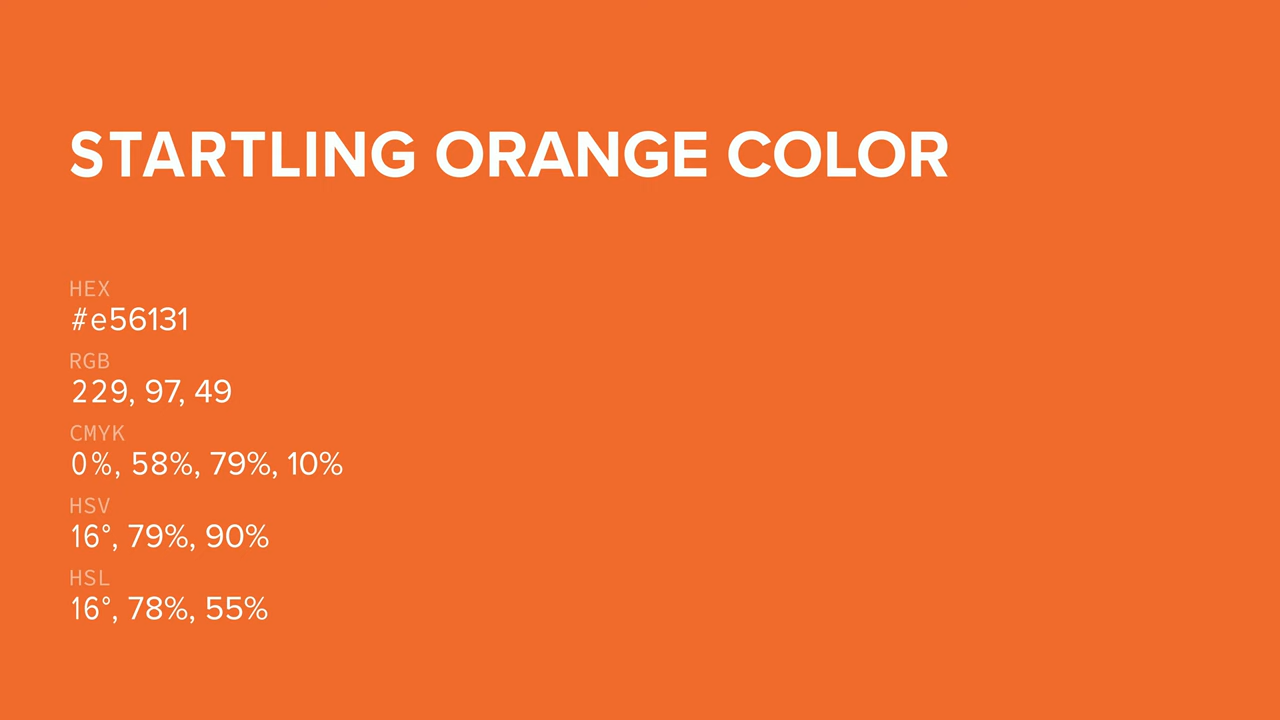 STARTLING ORANGE COLOR
HEX
#e56131
RGB
229, 97, 49
CMYK
0%, 58%, 79%, 10%
HSV
16°, 79%, 90%
HSL
16°, 78%, 55%